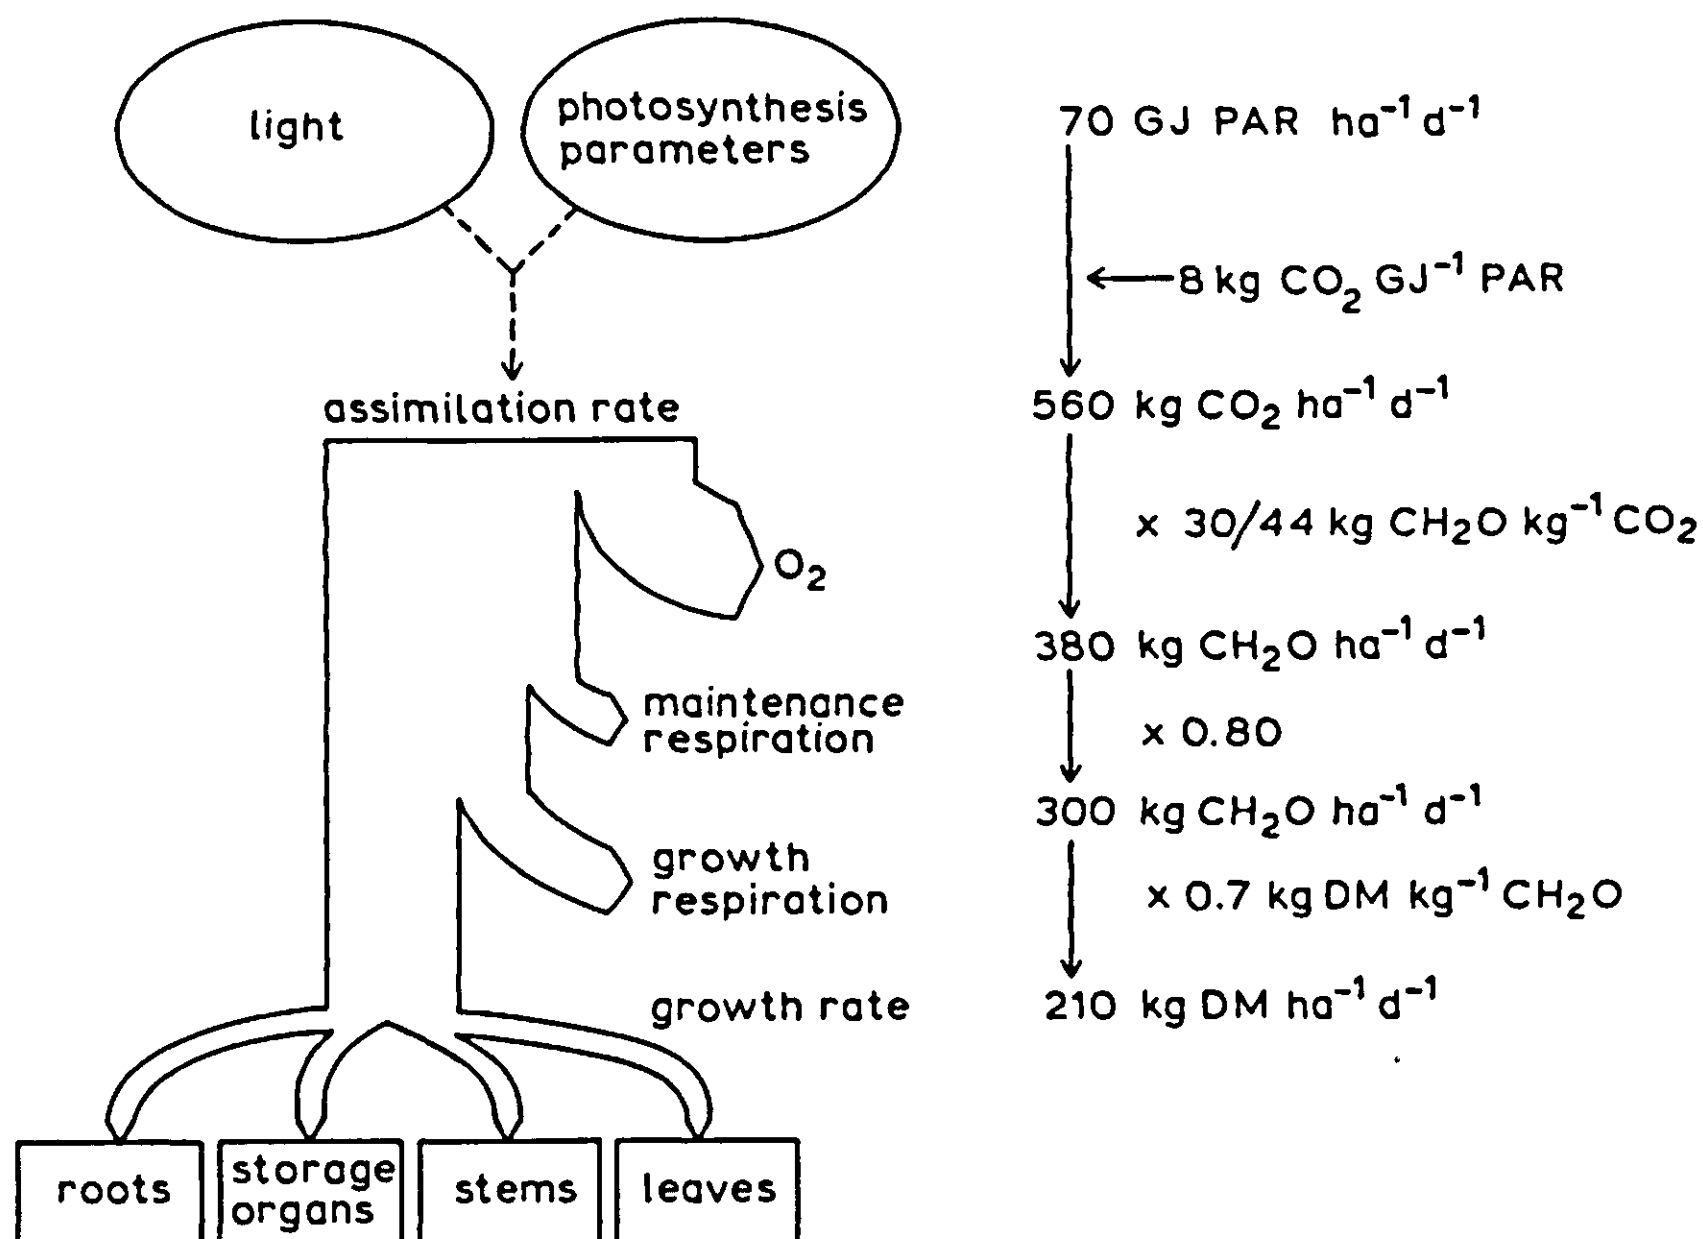 light
photosynthesis
parameters
assimilation rate
O₂
maintenance
respiration
growth
respiration
growth rate
roots
storage
organs
stems
leaves
70 GJ PAR ha⁻¹ d⁻¹
8 kg CO₂ GJ⁻¹ PAR
560 kg CO₂ ha⁻¹ d⁻¹
x 30/44 kg CH₂O kg⁻¹ CO₂
380 kg CH₂O ha⁻¹ d⁻¹
x 0.80
300 kg CH₂O ha⁻¹ d⁻¹
x 0.7 kg DM kg⁻¹ CH₂O
210 kg DM ha⁻¹ d⁻¹